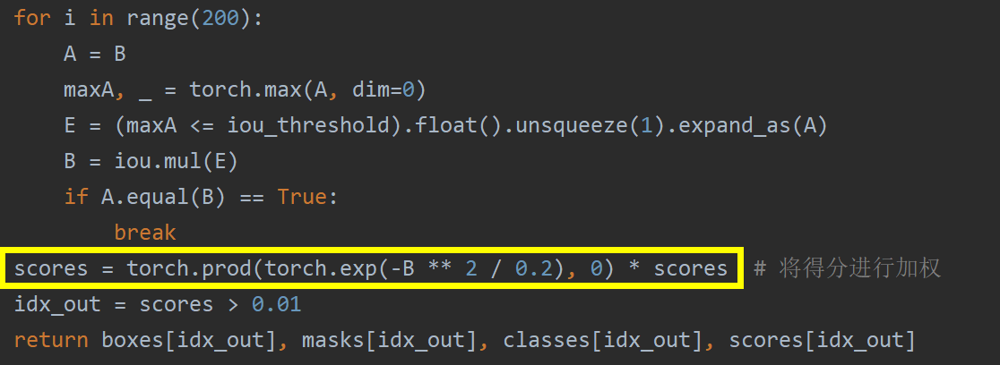 for i in range(200):
    A = B
    maxA, _ = torch.max(A, dim=0)
    E = (maxA <= iou_threshold).float().unsqueeze(1).expand_as(A)
    B = iou.mul(E)
    if A.equal(B) == True:
        break
scores = torch.prod(torch.exp(-B ** 2 / 0.2), 0) * scores # 将得分进行加权
idx_out = scores > 0.01
return boxes[idx_out], masks[idx_out], classes[idx_out], scores[idx_out]